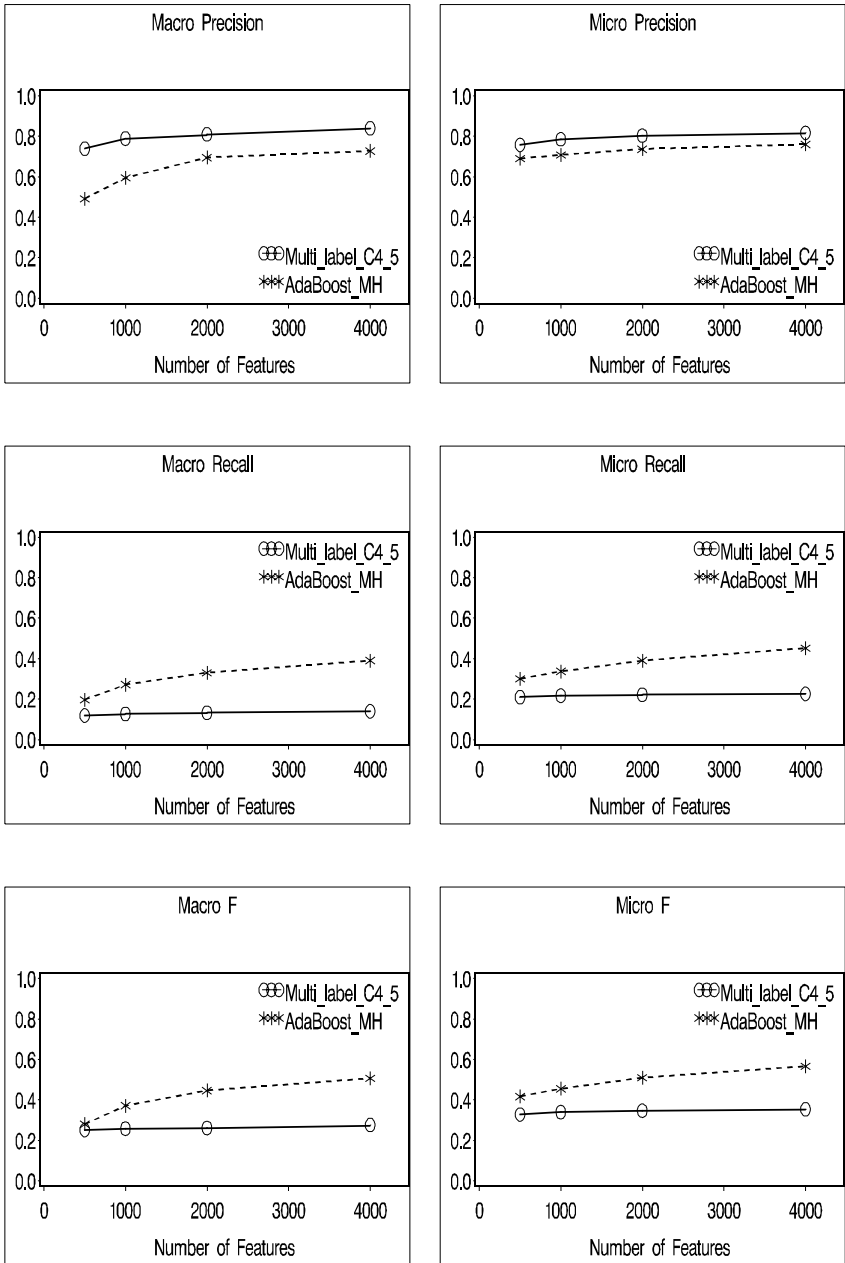 Macro Precision
1.0
0.8
0.6
0.4
0.2
0.0
Multi_label_C4_5
AdaBoost_MH
0 1000 2000 3000 4000
Number of Features
Micro Precision
1.0
0.8
0.6
0.4
0.2
0.0
Multi_label_C4_5
AdaBoost_MH
0 1000 2000 3000 4000
Number of Features
Macro Recall
1.0
0.8
0.6
0.4
0.2
0.0
Multi_label_C4_5
AdaBoost_MH
0 1000 2000 3000 4000
Number of Features
Micro Recall
1.0
0.8
0.6
0.4
0.2
0.0
Multi_label_C4_5
AdaBoost_MH
0 1000 2000 3000 4000
Number of Features
Macro F
1.0
0.8
0.6
0.4
0.2
0.0
Multi_label_C4_5
AdaBoost_MH
0 1000 2000 3000 4000
Number of Features
Micro F
1.0
0.8
0.6
0.4
0.2
0.0
Multi_label_C4_5
AdaBoost_MH
0 1000 2000 3000 4000
Number of Features